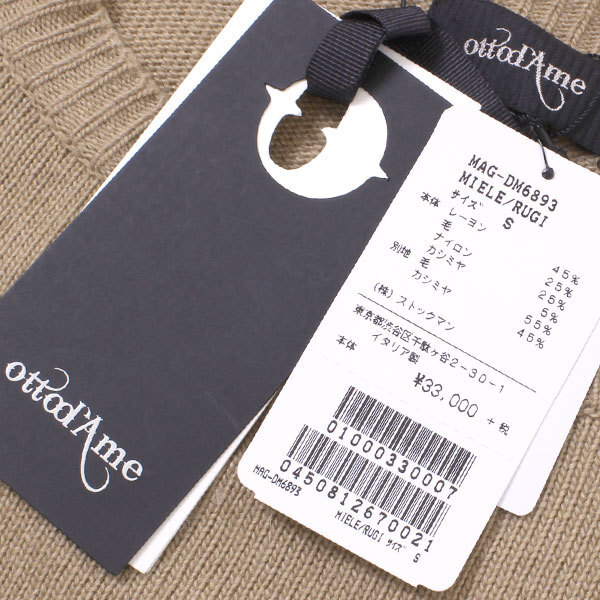 ottod'Ame
ottod'Ame
MAG-DM6893
MIELE/RUGI
サイズ S
本体 レーヨン 45%
毛 25%
ナイロン 25%
カシミヤ 5%
別地 毛 55%
カシミヤ 45%
(株) ストックマン
東京都渋谷区千駄ヶ谷2-30-1
イタリア製
本体 ¥33,000 +税
01000330007
0450812670021
MAG-DM6893
MIELE/RUGI サイズ S